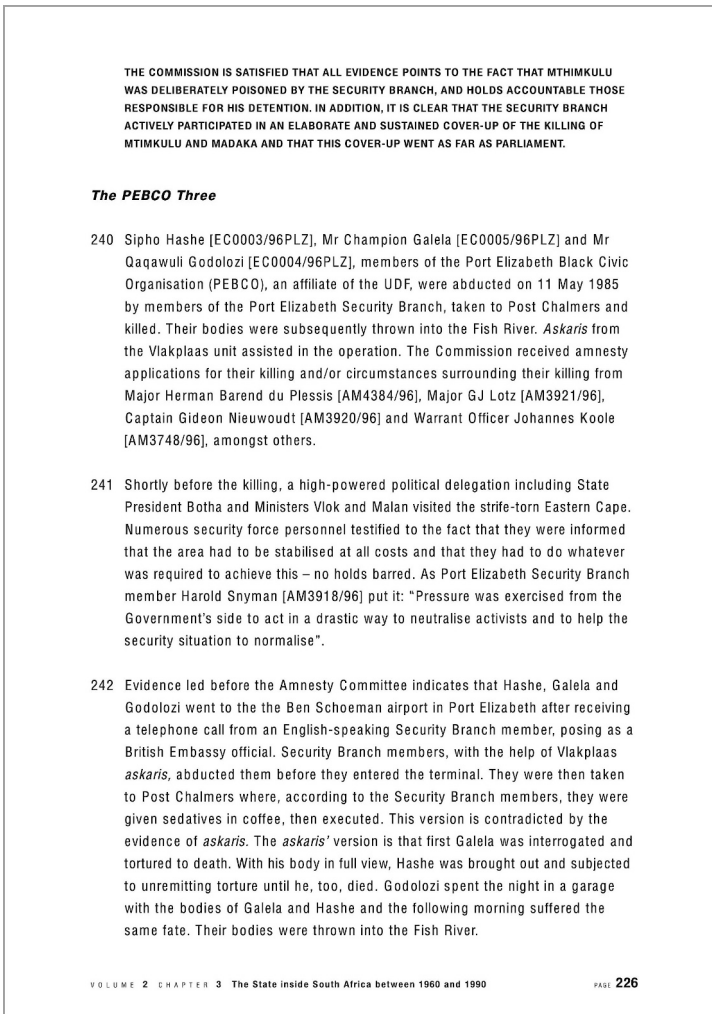 THE COMMISSION IS SATISFIED THAT ALL EVIDENCE POINTS TO THE FACT THAT MTHIMKULU
WAS DELIBERATELY POISONED BY THE SECURITY BRANCH, AND HOLDS ACCOUNTABLE THOSE
RESPONSIBLE FOR HIS DETENTION. IN ADDITION, IT IS CLEAR THAT THE SECURITY BRANCH
ACTIVELY PARTICIPATED IN AN ELABORATE AND SUSTAINED COVER-UP OF THE KILLING OF
MTIMKULU AND MADAKA AND THAT THIS COVER-UP WENT AS FAR AS PARLIAMENT.
The PEBCO Three
240 Sipho Hashe [EC0003/96PLZ], Mr Champion Galela [EC0005/96PLZ] and Mr
Qaqawuli Godolozi [EC0004/96PLZ], members of the Port Elizabeth Black Civic
Organisation (PEBCO), an affiliate of the UDF, were abducted on 11 May 1985
by members of the Port Elizabeth Security Branch, taken to Post Chalmers and
killed. Their bodies were subsequently thrown into the Fish River. Askaris from
the Vlakplaas unit assisted in the operation. The Commission received amnesty
applications for their killing and/or circumstances surrounding their killing from
Major Herman Barend du Plessis [AM4384/96], Major GJ Lotz [AM3921/96],
Captain Gideon Nieuwoudt [AM3920/96] and Warrant Officer Johannes Koole
[AM3748/96], amongst others.
241 Shortly before the killing, a high-powered political delegation including State
President Botha and Ministers Vlok and Malan visited the strife-torn Eastern Cape.
Numerous security force personnel testified to the fact that they were informed
that the area had to be stabilised at all costs and that they had to do whatever
was required to achieve this – no holds barred. As Port Elizabeth Security Branch
member Harold Snyman [AM3918/96] put it: “Pressure was exercised from the
Government’s side to act in a drastic way to neutralise activists and to help the
security situation to normalise”.
242 Evidence led before the Amnesty Committee indicates that Hashe, Galela and
Godolozi went to the the Ben Schoeman airport in Port Elizabeth after receiving
a telephone call from an English-speaking Security Branch member, posing as a
British Embassy official. Security Branch members, with the help of Vlakplaas
askaris, abducted them before they entered the terminal. They were then taken
to Post Chalmers where, according to the Security Branch members, they were
given sedatives in coffee, then executed. This version is contradicted by the
evidence of askaris. The askaris’ version is that first Galela was interrogated and
tortured to death. With his body in full view, Hashe was brought out and subjected
to unremitting torture until he, too, died. Godolozi spent the night in a garage
with the bodies of Galela and Hashe and the following morning suffered the
same fate. Their bodies were thrown into the Fish River.
VOLUME 2 CHAPTER 3 The State inside South Africa between 1960 and 1990 PAGE 226